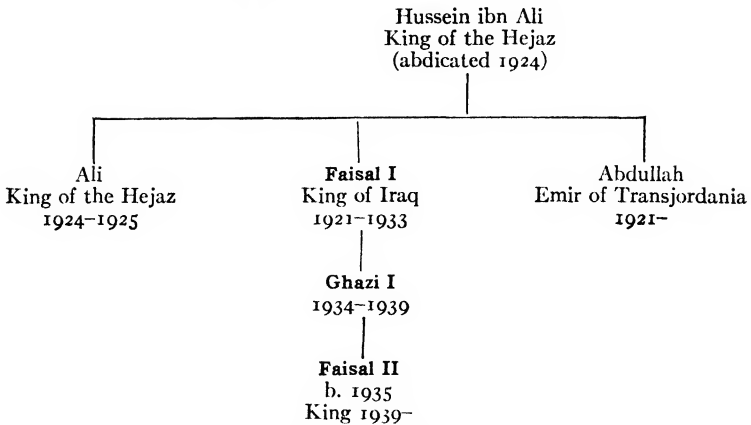 Hussein ibn Ali
King of the Hejaz
(abdicated 1924)
Ali
King of the Hejaz
1924-1925
Faisal I
King of Iraq
1921-1933
Abdullah
Emir of Transjordania
1921-
Ghazi I
1934-1939
Faisal II
b. 1935
King 1939-